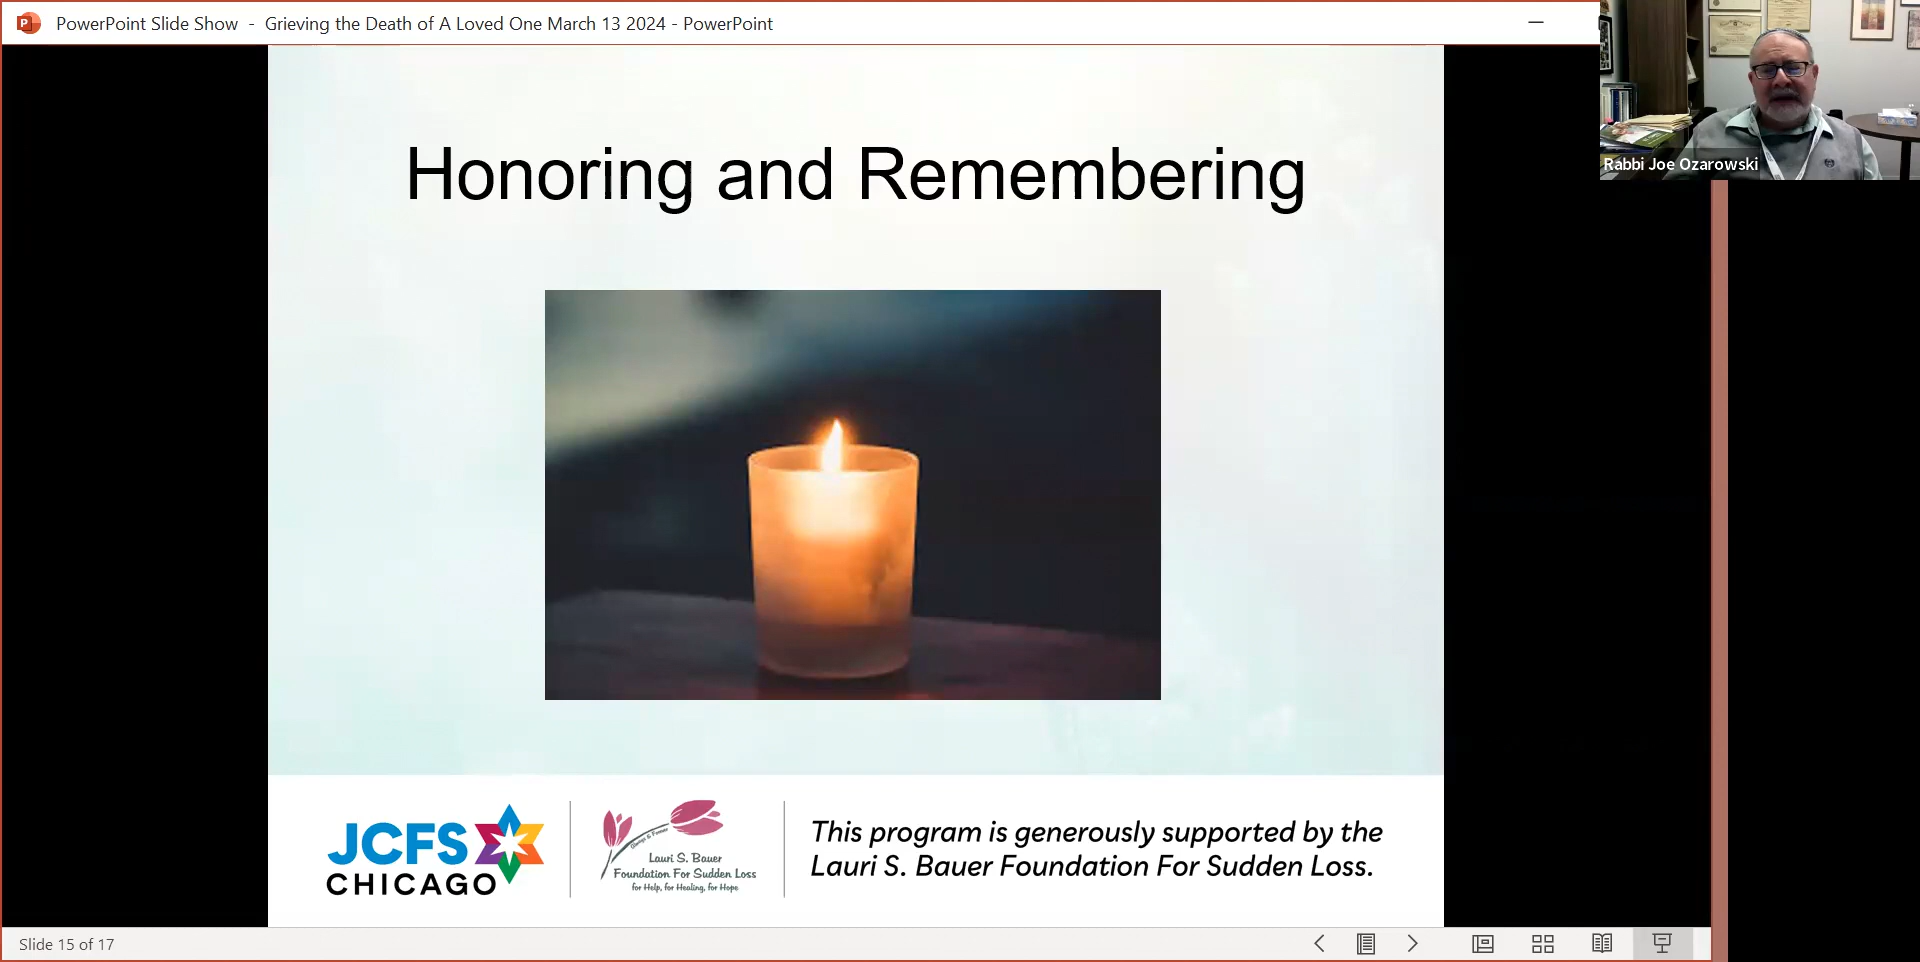 PowerPoint Slide Show - Grieving the Death of A Loved One March 13 2024 - PowerPoint
Rabbi Joe Ozarowski
Honoring and Remembering
JCFS
CHICAGO
Always & Forever
Lauri S. Bauer
Foundation For Sudden Loss
for Help, for Healing, for Hope
This program is generously supported by the
Lauri S. Bauer Foundation For Sudden Loss.
Slide 15 of 17